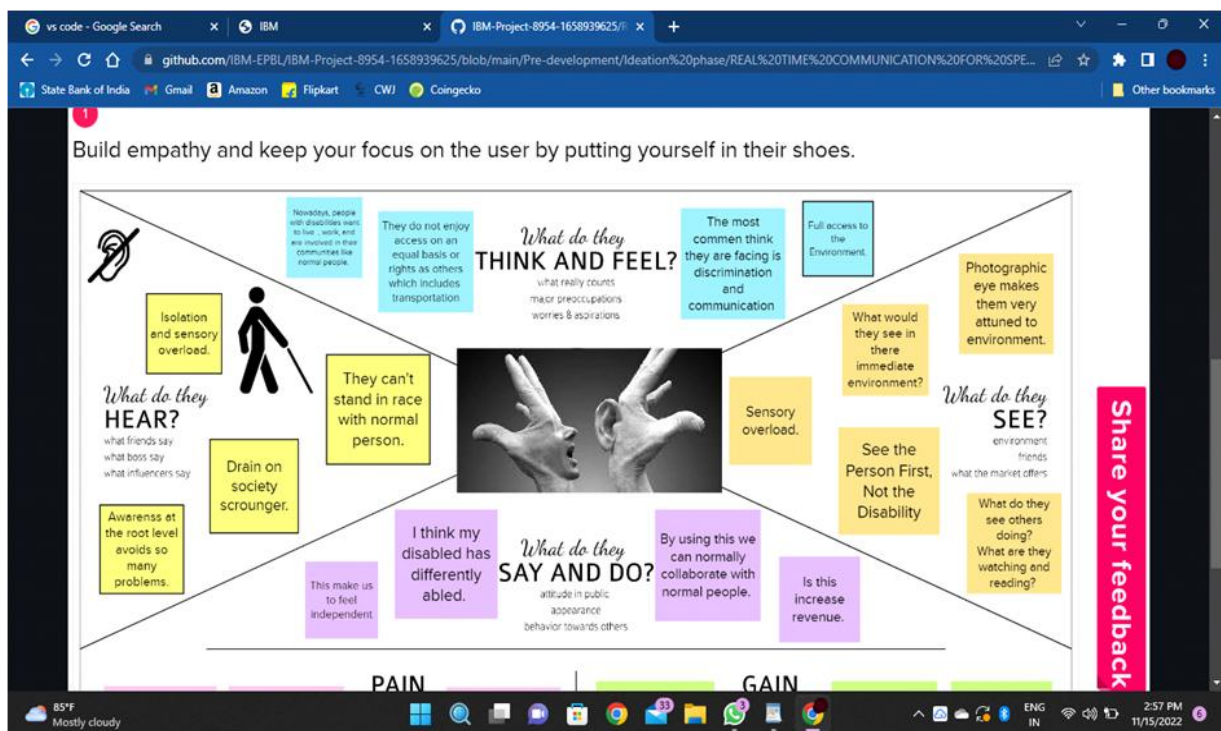 vs code - Google Search
IBM
IBM-Project-8954-1658939625/
github.com/IBM-EPBL/IBM-Project-8954-1658939625/blob/main/Pre-development/Ideation%20phase/REAL%20TIME%20COMMUNICATION%20FOR%20SPE...
State Bank of India
Gmail
Amazon
Flipkart
CWJ
Coingecko
Other bookmarks
1
Build empathy and keep your focus on the user by putting yourself in their shoes.
Nowadays, people
with disabilities want
to live , work, and
are involved in their
communities like
normal people.
They do not enjoy
access on an
equal basis or
rights as others
which includes
transportation
What do they
THINK AND FEEL?
what really counts
major preoccupations
worries & aspirations
The most
commen think
they are facing is
discrimination
and
communication
Full access to
the
Environment.
Isolation
and sensory
overload.
They can't
stand in race
with normal
person.
What do they
HEAR?
what friends say
what boss say
what influencers say
Drain on
society
scrounger.
Awarenss at
the root level
avoids so
many
problems.
What would
they see in
there
immediate
environment?
Photographic
eye makes
them very
attuned to
environment.
Sensory
overload.
What do they
SEE?
environment
friends
what the market offers
See the
Person First,
Not the
Disability
What do they
see others
doing?
What are they
watching and
reading?
This make us
to feel
independent
I think my
disabled has
differently
abled.
What do they
SAY AND DO?
attitude in public
appearance
behavior towards others
By using this we
can normally
collaborate with
normal people.
Is this
increase
revenue.
Share your feedback
PAIN
GAIN
85°F
Mostly cloudy
33
3
ENG
IN
2:57 PM
11/15/2022
6